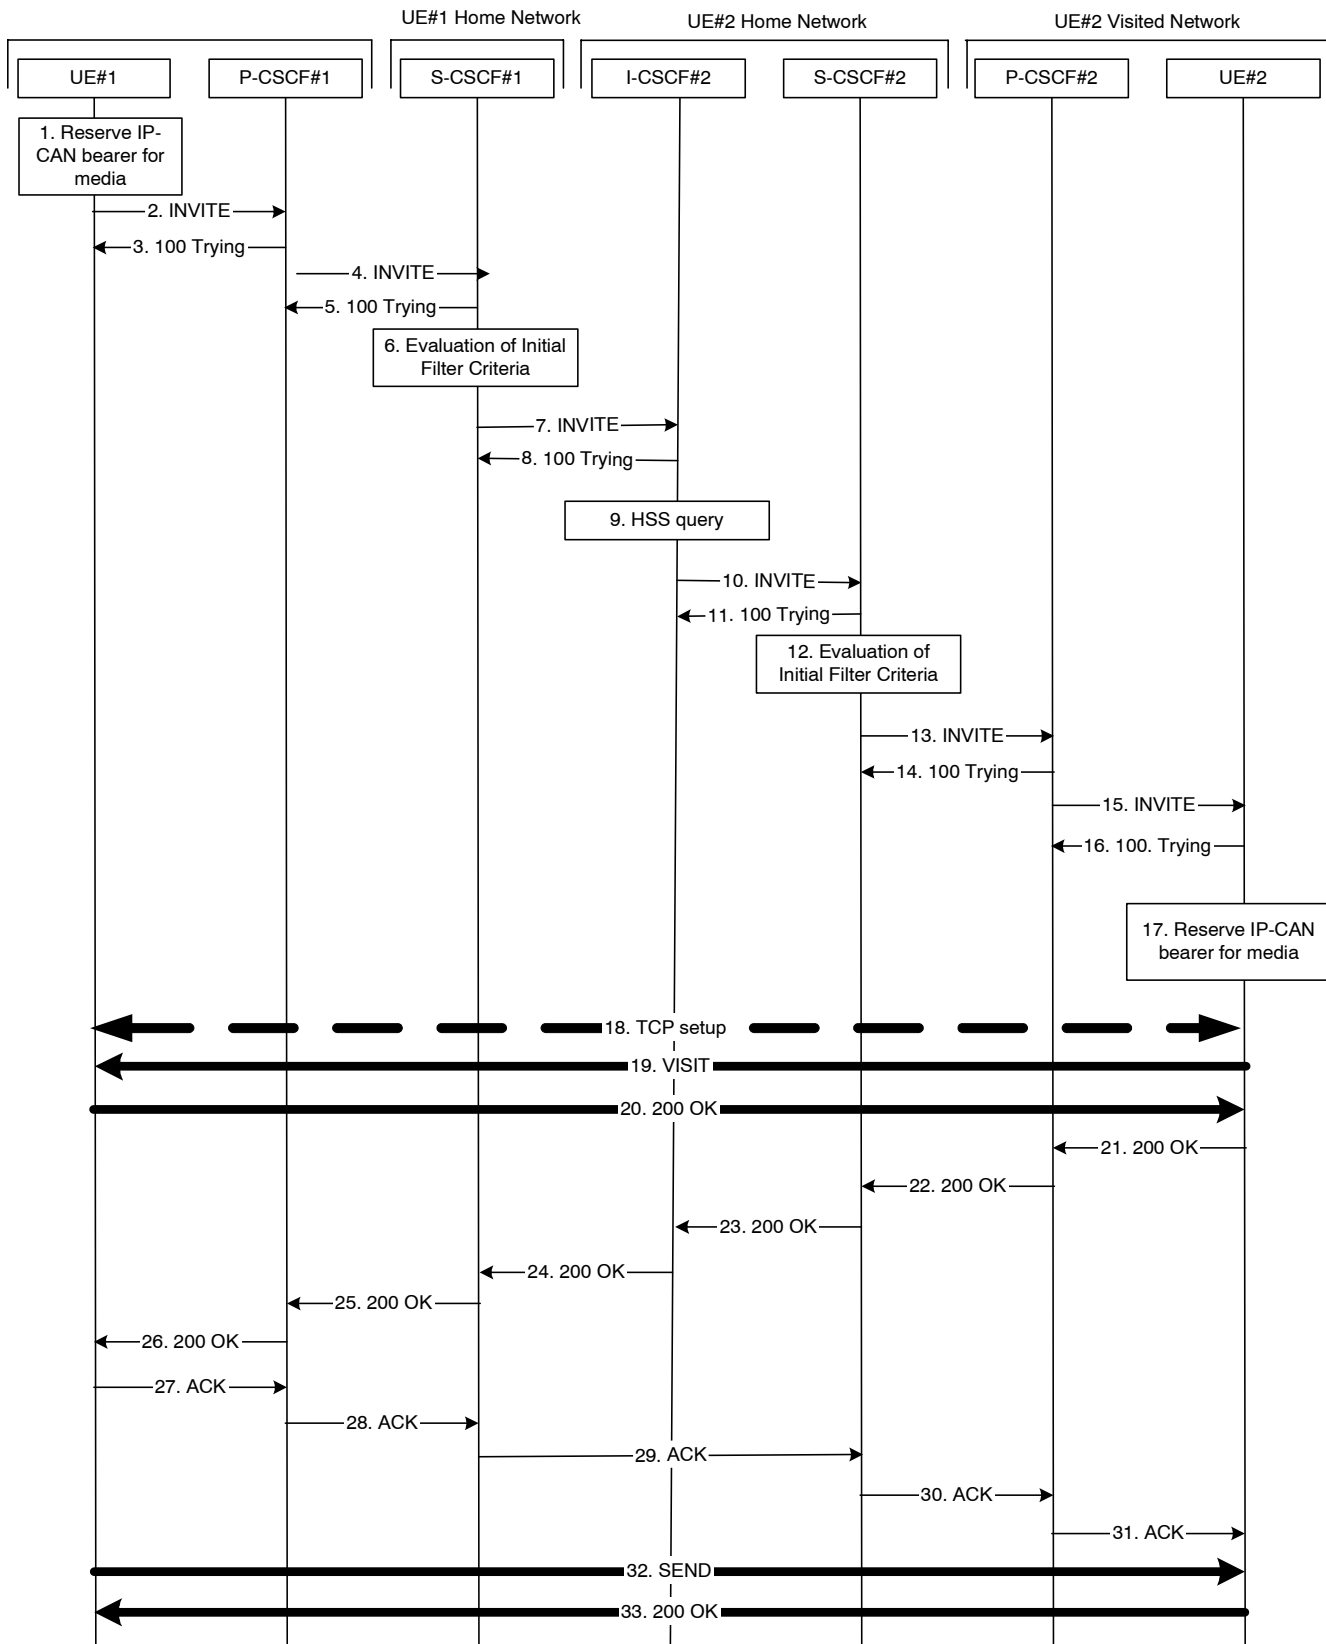 UE#1 Home Network
UE#2 Home Network
UE#2 Visited Network
UE#1
P-CSCF#1
S-CSCF#1
I-CSCF#2
S-CSCF#2
P-CSCF#2
UE#2
1. Reserve IP-
CAN bearer for
media
2. INVITE
3. 100 Trying
4. INVITE
5. 100 Trying
6. Evaluation of Initial
Filter Criteria
7. INVITE
8. 100 Trying
9. HSS query
10. INVITE
11. 100 Trying
12. Evaluation of
Initial Filter Criteria
13. INVITE
14. 100 Trying
15. INVITE
16. 100. Trying
17. Reserve IP-CAN
bearer for media
18. TCP setup
19. VISIT
20. 200 OK
21. 200 OK
22. 200 OK
23. 200 OK
24. 200 OK
25. 200 OK
26. 200 OK
27. ACK
28. ACK
29. ACK
30. ACK
31. ACK
32. SEND
33. 200 OK